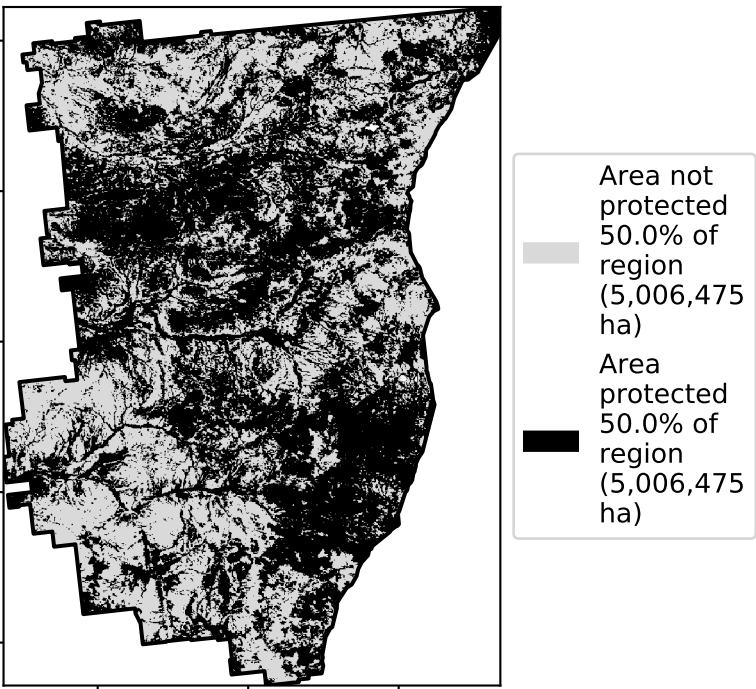 Area not
protected
50.0% of
region
(5,006,475
ha)
Area
protected
50.0% of
region
(5,006,475
ha)